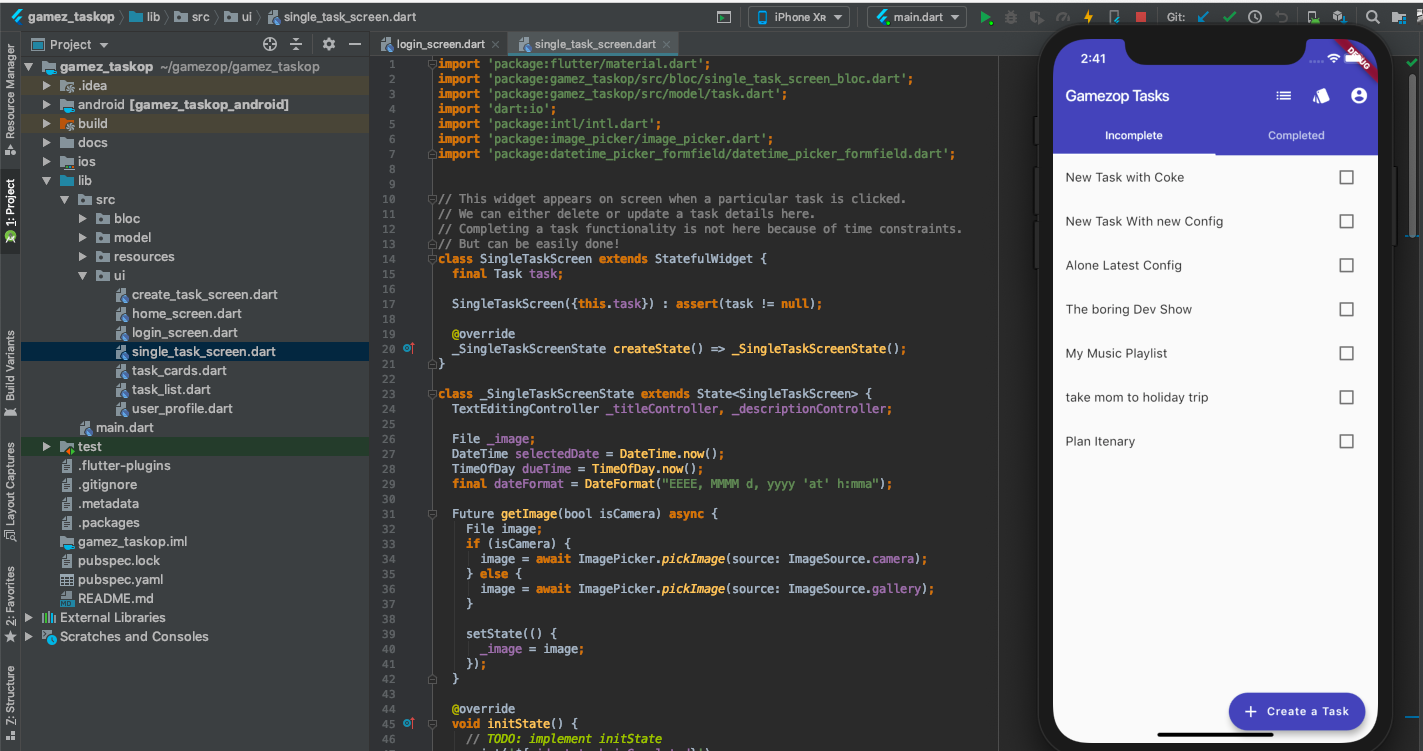 gamez_taskop
lib
src
ui
single_task_screen.dart
iPhone XR
main.dart
Git:
Project
login_screen.dart
single_task_screen.dart
Resource Manager
1: Project
Build Variants
Layout Captures
2: Favorites
Z: Structure
gamez_taskop ~/gamezop/gamez_taskop
.idea
android [gamez_taskop_android]
build
docs
ios
lib
src
bloc
model
resources
ui
create_task_screen.dart
home_screen.dart
login_screen.dart
single_task_screen.dart
task_cards.dart
task_list.dart
user_profile.dart
main.dart
test
.flutter-plugins
.gitignore
.metadata
.packages
gamez_taskop.iml
pubspec.lock
pubspec.yaml
README.md
External Libraries
Scratches and Consoles
1 import 'package:flutter/material.dart';
2 import 'package:gamez_taskop/src/bloc/single_task_screen_bloc.dart';
3 import 'package:gamez_taskop/src/model/task.dart';
4 import 'dart:io';
5 import 'package:intl/intl.dart';
6 import 'package:image_picker/image_picker.dart';
7 import 'package:datetime_picker_formfield/datetime_picker_formfield.dart';
8
9
10 // This widget appears on screen when a particular task is clicked.
11 // We can either delete or update a task details here.
12 // Completing a task functionality is not here because of time constraints.
13 // But can be easily done!
14 class SingleTaskScreen extends StatefulWidget {
15 final Task task;
16
17 SingleTaskScreen({this.task}) : assert(task != null);
18
19 @override
20 _SingleTaskScreenState createState() => _SingleTaskScreenState();
21 }
22
23 class _SingleTaskScreenState extends State<SingleTaskScreen> {
24 TextEditingController _titleController, _descriptionController;
25
26 File _image;
27 DateTime selectedDate = DateTime.now();
28 TimeOfDay dueTime = TimeOfDay.now();
29 final dateFormat = DateFormat("EEEE, MMMM d, yyyy 'at' h:mma");
30
31 Future getImage(bool isCamera) async {
32 File image;
33 if (isCamera) {
34 image = await ImagePicker.pickImage(source: ImageSource.camera);
35 } else {
36 image = await ImagePicker.pickImage(source: ImageSource.gallery);
37 }
38
39 setState(() {
40 _image = image;
41 });
42 }
43
44 @override
45 void initState() {
46 // TODO: implement initState
2:41
DEBUG
Gamezop Tasks
Incomplete
Completed
New Task with Coke
New Task With new Config
Alone Latest Config
The boring Dev Show
My Music Playlist
take mom to holiday trip
Plan Itenary
+ Create a Task